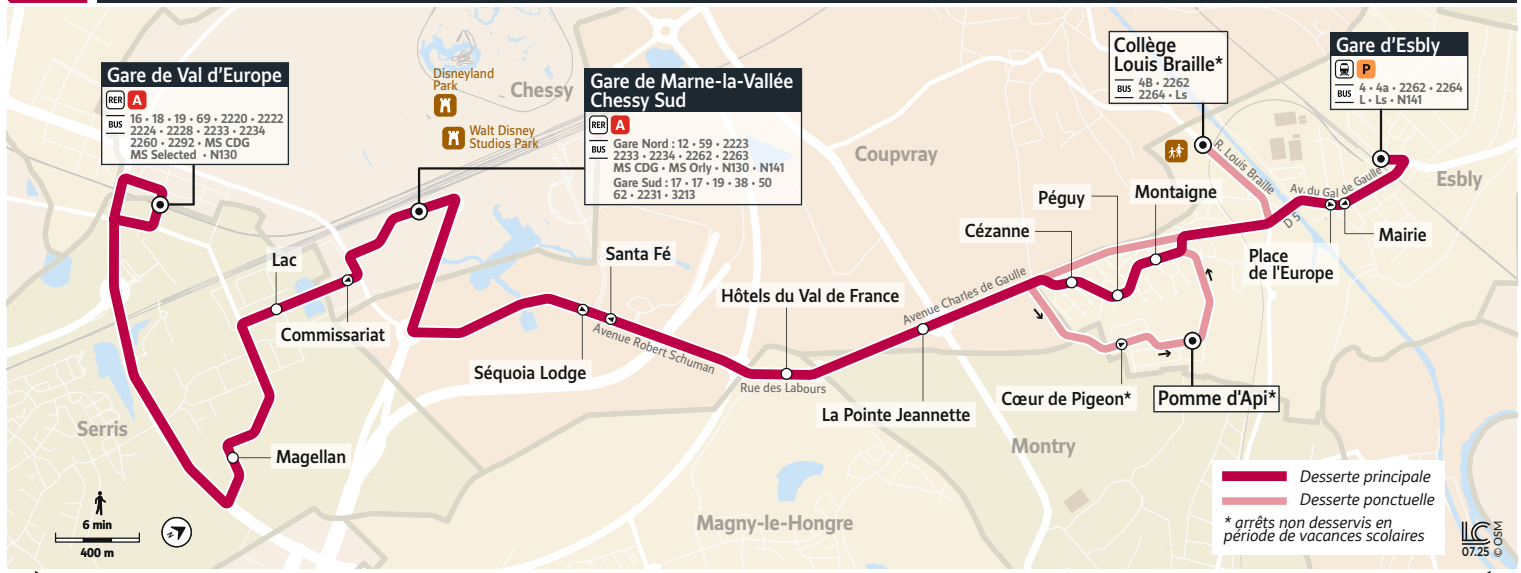 Gare de Val d'Europe
RER A
BUS
16 • 18 • 19 • 69 • 2220 • 2222
2224 • 2228 • 2233 • 2234
2260 • 2292 • MS CDG
MS Selected • N130
Disneyland
Park
Walt Disney
Studios Park
Chessy
Gare de Marne-la-Vallée
Chessy Sud
RER A
BUS
Gare Nord : 12 • 59 • 2223
2233 • 2234 • 2262 • 2263
MS CDG • MS Orly • N130 • N141
Gare Sud : 17 • 17 • 19 • 38 • 50
62 • 2231 • 3213
Collège
Louis Braille*
BUS
4B • 2262
2264 • Ls
Gare d'Esbly
P
BUS
4 • 4a • 2262 • 2264
L • Ls • N141
Coupvray
R. Louis Braille
Av. du Gal de Gaulle
D 5
Esbly
Péguy
Montaigne
Cézanne
Mairie
Place
de l'Europe
Lac
Commissariat
Santa Fé
Hôtels du Val de France
Avenue Charles de Gaulle
Avenue Robert Schuman
Séquoia Lodge
Rue des Labours
La Pointe Jeannette
Cœur de Pigeon*
Pomme d'Api*
Serris
Magellan
Montry
Magny-le-Hongre
6 min
400 m
Desserte principale
Desserte ponctuelle
* arrêts non desservis en
période de vacances scolaires
LC
07.25
© OSM